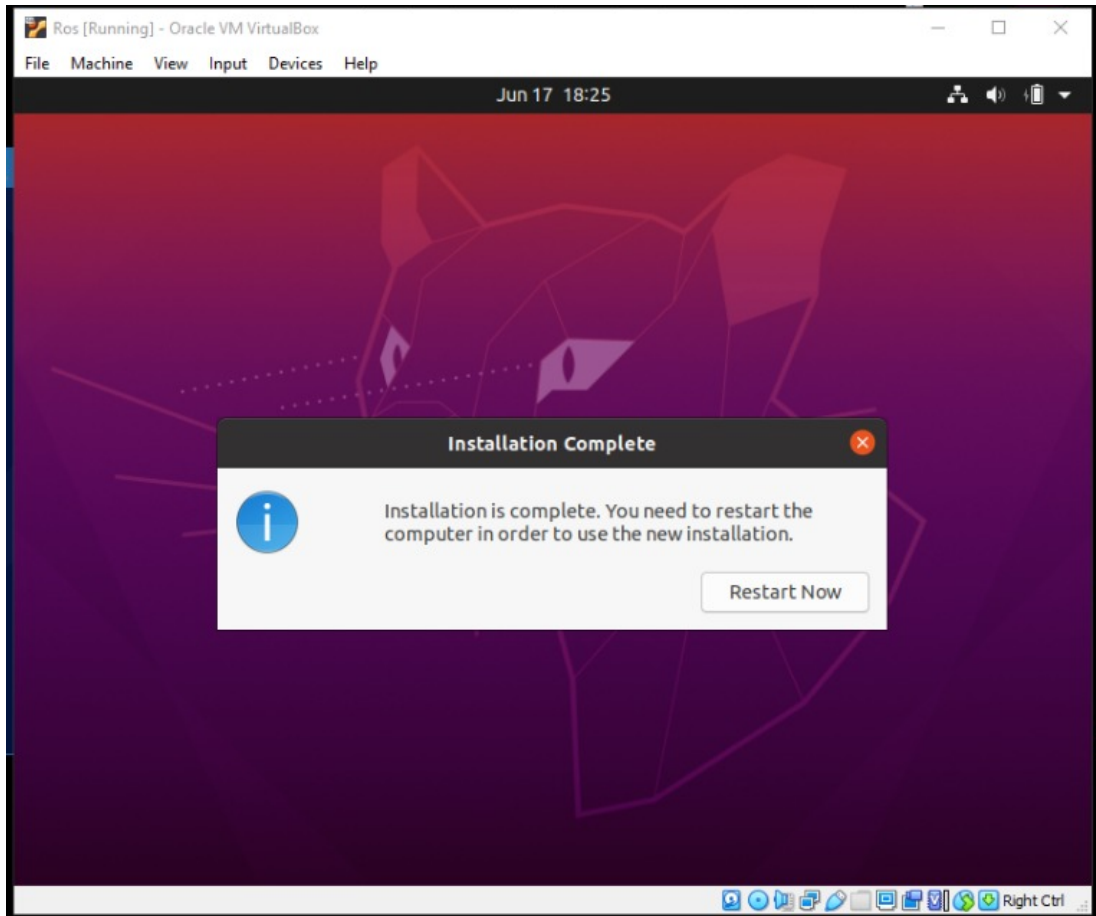 Ros [Running] - Oracle VM VirtualBox
File Machine View Input Devices Help
Jun 17 18:25
Installation Complete
Installation is complete. You need to restart the
computer in order to use the new installation.
Restart Now
Right Ctrl